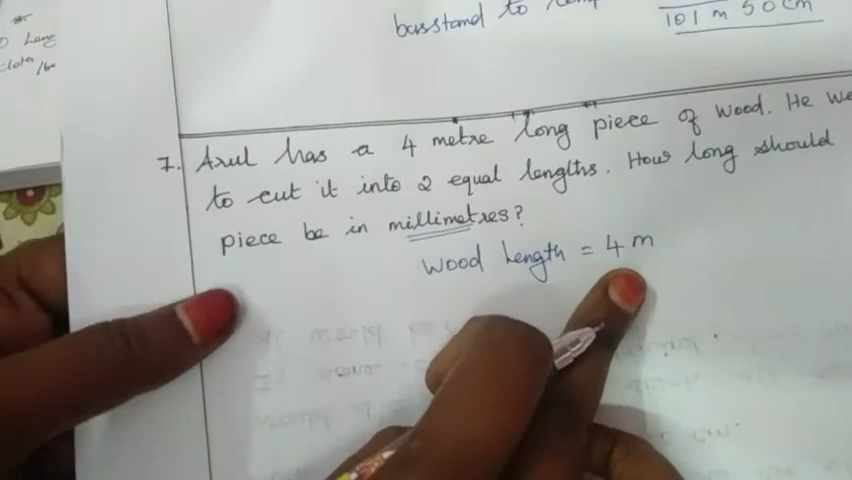 busstand to
101 m 50 cm
7. Arul has a 4 metre long piece of wood. He
to cut it into 2 equal lengths. How long should
piece be in millimetres?
Wood length = 4 m